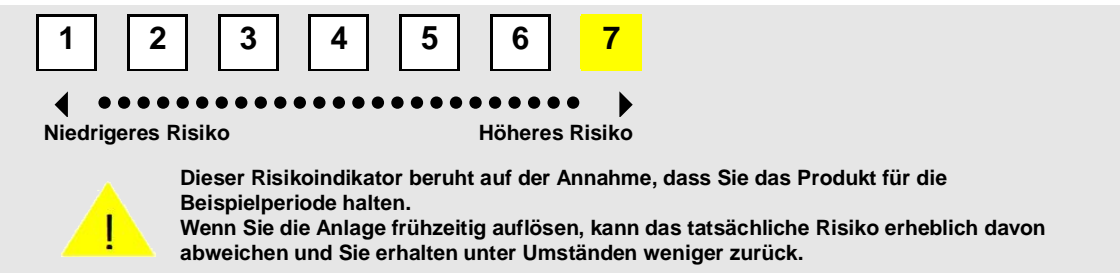 1 2 3 4 5 6 7
Niedrigeres Risiko Höheres Risiko
Dieser Risikoindikator beruht auf der Annahme, dass Sie das Produkt für die
Beispielperiode halten.
Wenn Sie die Anlage frühzeitig auflösen, kann das tatsächliche Risiko erheblich davon
abweichen und Sie erhalten unter Umständen weniger zurück.
!